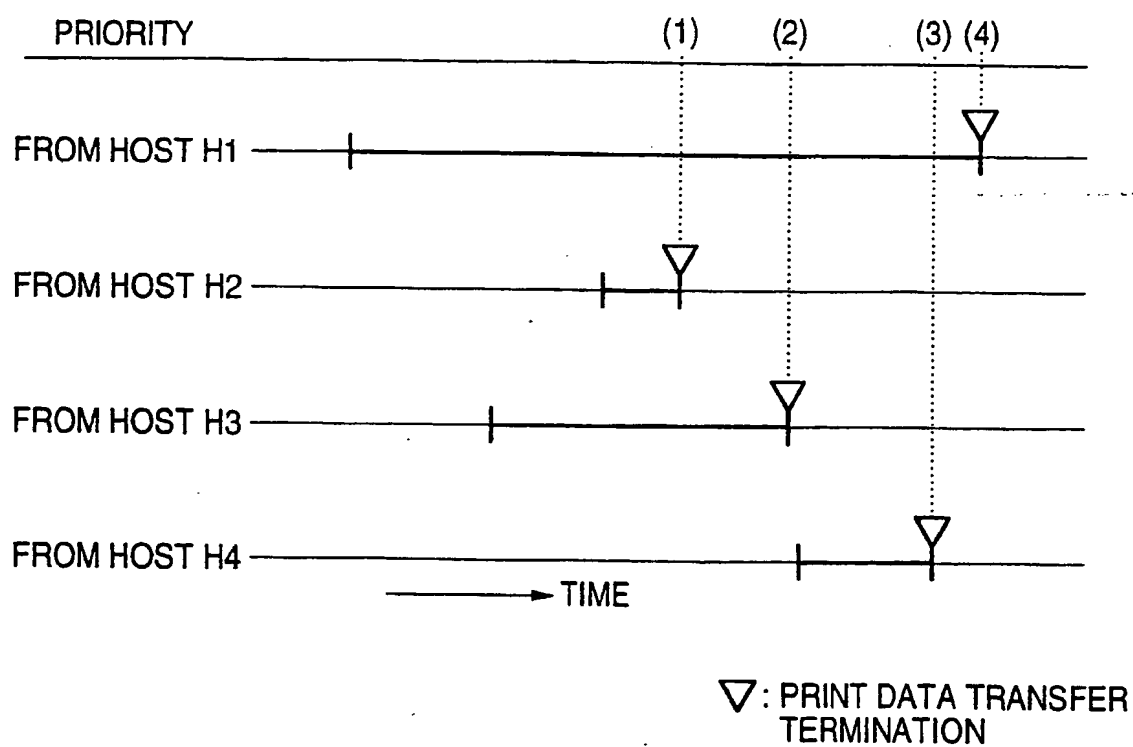 PRIORITY (1) (2) (3) (4)
FROM HOST H1
FROM HOST H2
FROM HOST H3
FROM HOST H4
TIME
▽: PRINT DATA TRANSFER
TERMINATION